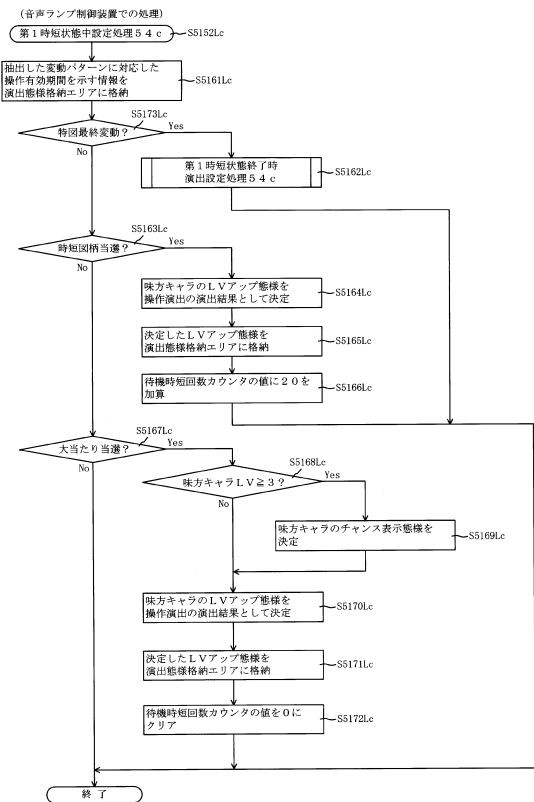 （音声ランプ制御装置での処理）
第１時短状態中設定処理５４ｃ
S5152Lc
抽出した変動パターンに対応した
操作有効期間を示す情報を
演出態様格納エリアに格納
S5161Lc
S5173Lc
特図最終変動？
Yes
No
第１時短状態終了時
演出設定処理５４ｃ
S5162Lc
S5163Lc
時短図柄当選？
Yes
No
味方キャラのＬＶアップ態様を
操作演出の演出結果として決定
S5164Lc
決定したＬＶアップ態様を
演出態様格納エリアに格納
S5165Lc
待機時短回数カウンタの値に２０を
加算
S5166Lc
S5167Lc
大当たり当選？
Yes
No
S5168Lc
味方キャラＬＶ≧３？
Yes
No
味方キャラのチャンス表示態様を
決定
S5169Lc
味方キャラのＬＶアップ態様を
操作演出の演出結果として決定
S5170Lc
決定したＬＶアップ態様を
演出態様格納エリアに格納
S5171Lc
待機時短回数カウンタの値を０に
クリア
S5172Lc
終了